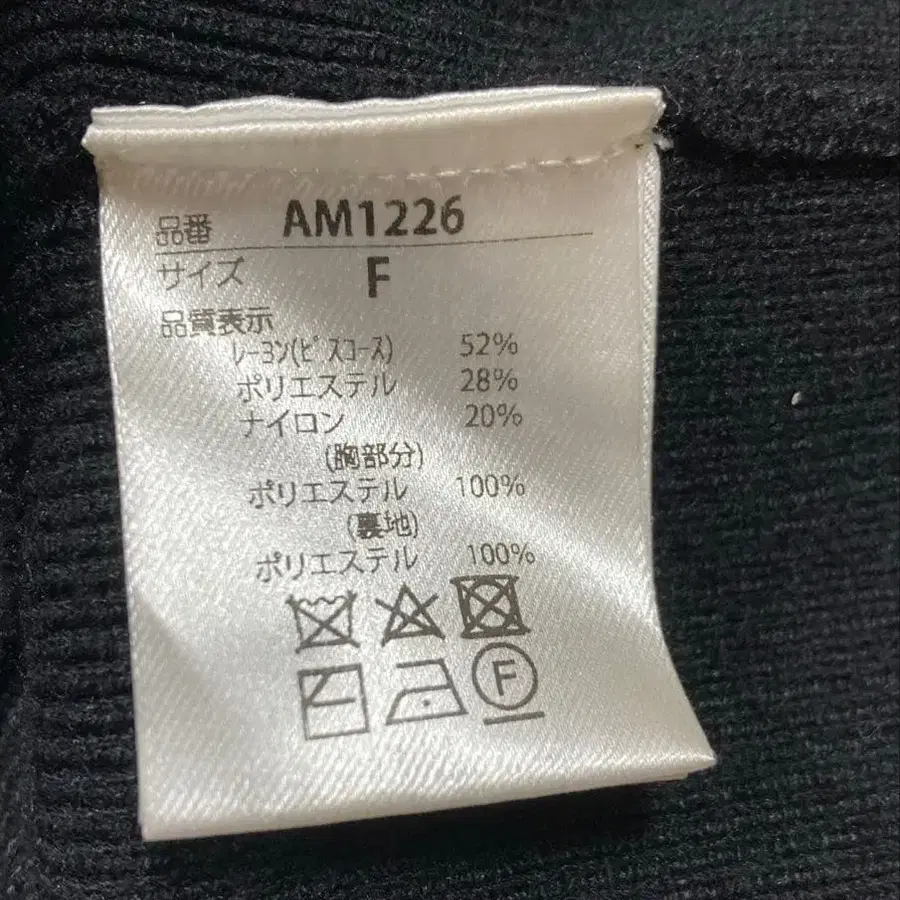 品番 AM1226
サイズ F
品質表示
ﾚｰﾖﾝ(ﾋﾞｽｺｰｽ) 52%
ポリエステル 28%
ナイロン 20%
(胸部分)
ポリエステル 100%
(裏地)
ポリエステル 100%
F